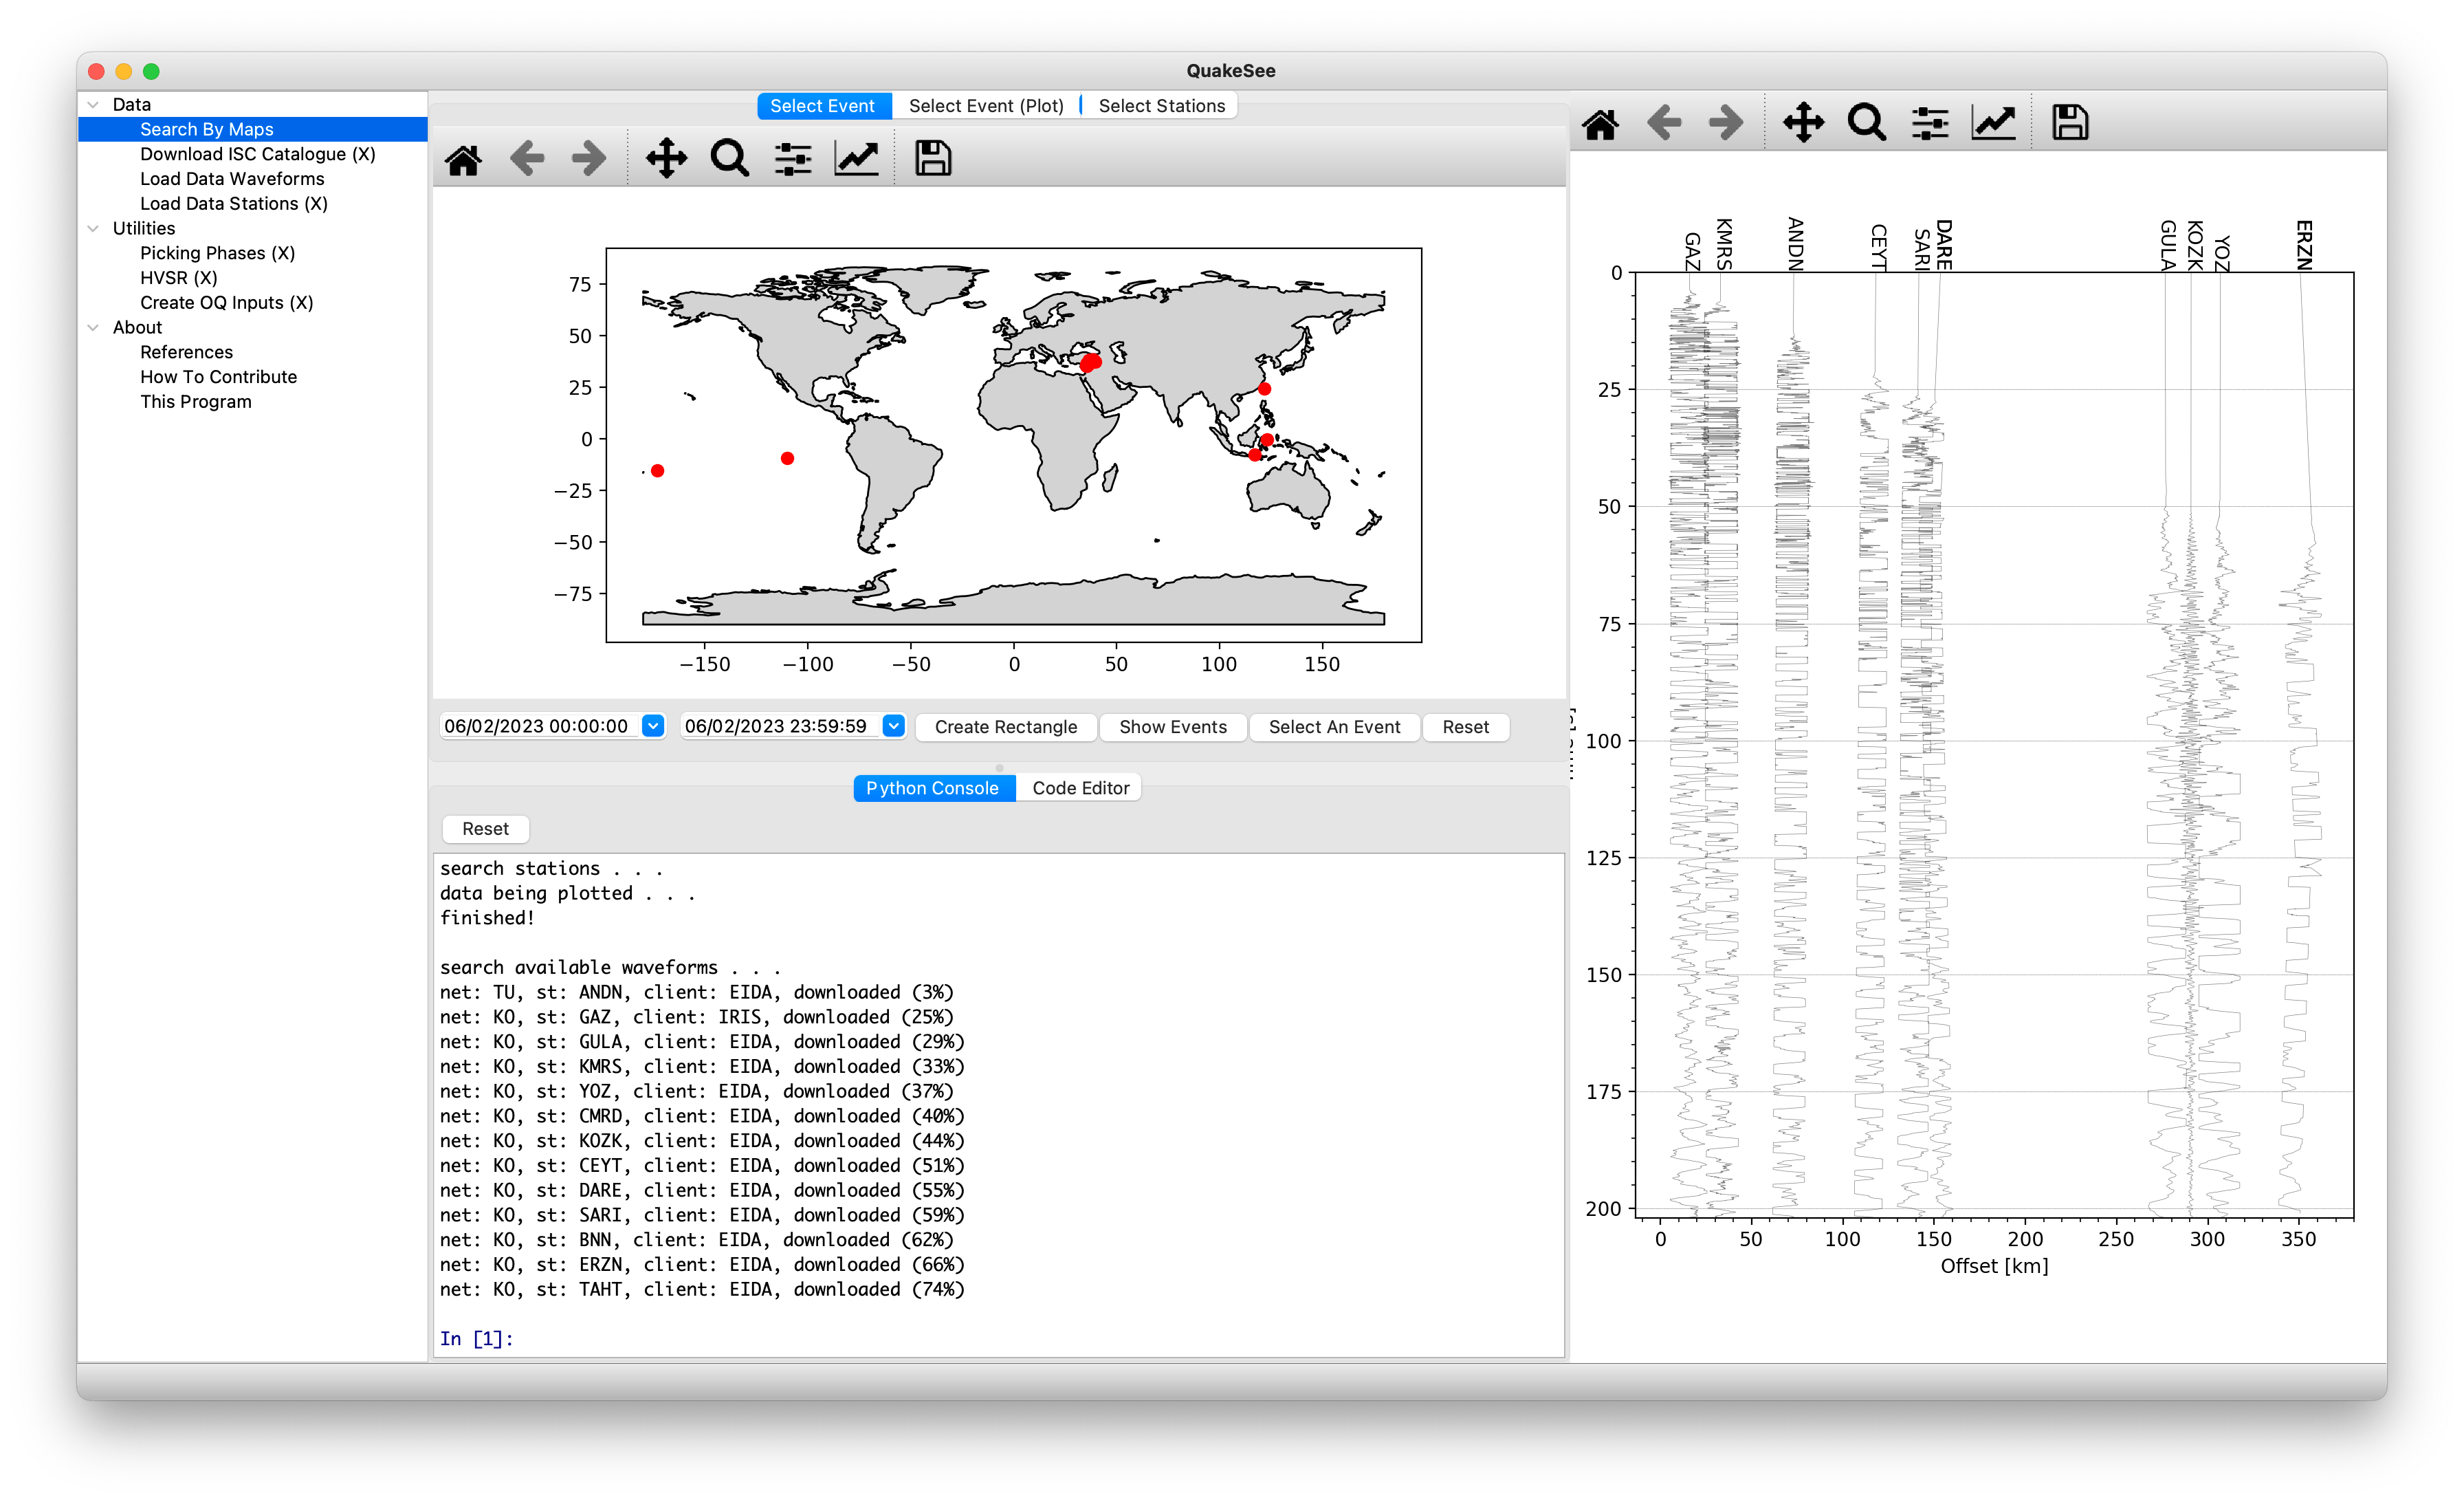 QuakeSee
Data
Search By Maps
Download ISC Catalogue (X)
Load Data Waveforms
Load Data Stations (X)
Utilities
Picking Phases (X)
HVSR (X)
Create OQ Inputs (X)
About
References
How To Contribute
This Program
Select Event
Select Event (Plot)
Select Stations
75
50
25
0
−25
−50
−75
−150 −100 −50 0 50 100 150
06/02/2023 00:00:00
06/02/2023 23:59:59
Create Rectangle
Show Events
Select An Event
Reset
Python Console
Code Editor
Reset
search stations . . .
data being plotted . . .
finished!
search available waveforms . . .
net: TU, st: ANDN, client: EIDA, downloaded (3%)
net: KO, st: GAZ, client: IRIS, downloaded (25%)
net: KO, st: GULA, client: EIDA, downloaded (29%)
net: KO, st: KMRS, client: EIDA, downloaded (33%)
net: KO, st: YOZ, client: EIDA, downloaded (37%)
net: KO, st: CMRD, client: EIDA, downloaded (40%)
net: KO, st: KOZK, client: EIDA, downloaded (44%)
net: KO, st: CEYT, client: EIDA, downloaded (51%)
net: KO, st: DARE, client: EIDA, downloaded (55%)
net: KO, st: SARI, client: EIDA, downloaded (59%)
net: KO, st: BNN, client: EIDA, downloaded (62%)
net: KO, st: ERZN, client: EIDA, downloaded (66%)
net: KO, st: TAHT, client: EIDA, downloaded (74%)
In [1]:
GAZ
KMRS
ANDN
CEYT
SARI
DARE
GULA
KOZK
YOZ
ERZN
0
25
50
75
100
125
150
175
200
0 50 100 150 200 250 300 350
Offset [km]